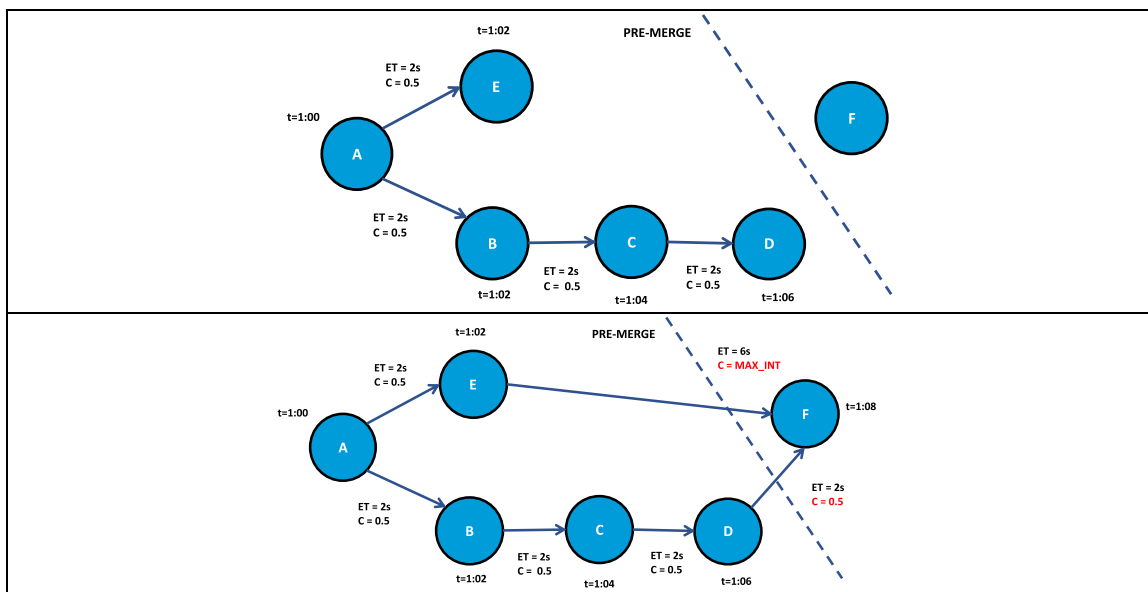 t=1:02
PRE-MERGE
ET = 2s
C = 0.5
E
F
t=1:00
A
ET = 2s
C = 0.5
B
C
D
ET = 2s
C = 0.5
ET = 2s
C = 0.5
t=1:02
t=1:04
t=1:06
t=1:02
PRE-MERGE
ET = 6s
C = MAX_INT
ET = 2s
C = 0.5
E
t=1:00
F
t=1:08
A
ET = 2s
C = 0.5
ET = 2s
C = 0.5
B
C
D
ET = 2s
C = 0.5
ET = 2s
C = 0.5
t=1:02
t=1:04
t=1:06